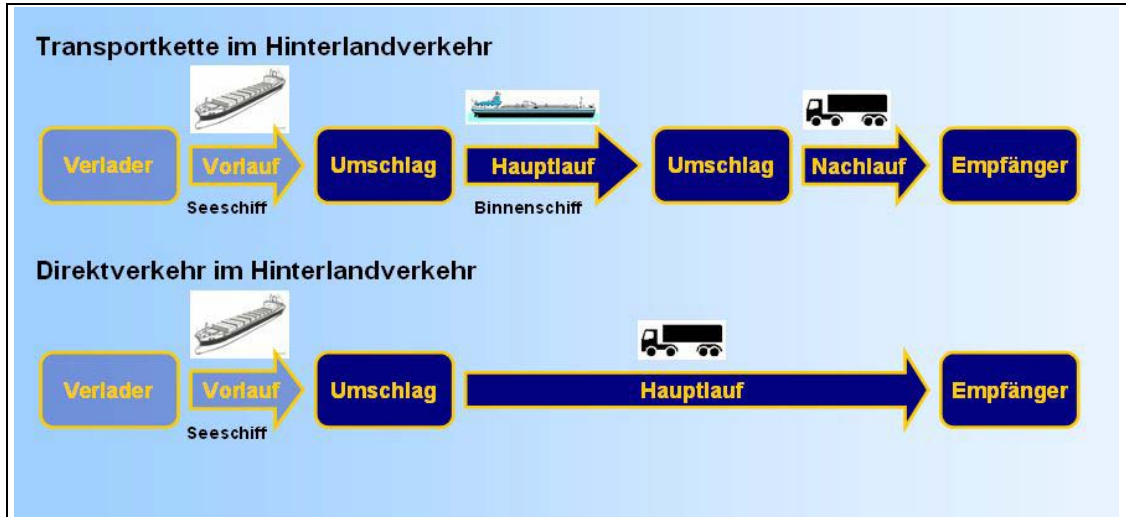 Transportkette im Hinterlandverkehr
Verlader
Vorlauf
Umschlag
Hauptlauf
Umschlag
Nachlauf
Empfänger
Seeschiff
Binnenschiff
Direktverkehr im Hinterlandverkehr
Verlader
Vorlauf
Umschlag
Hauptlauf
Empfänger
Seeschiff